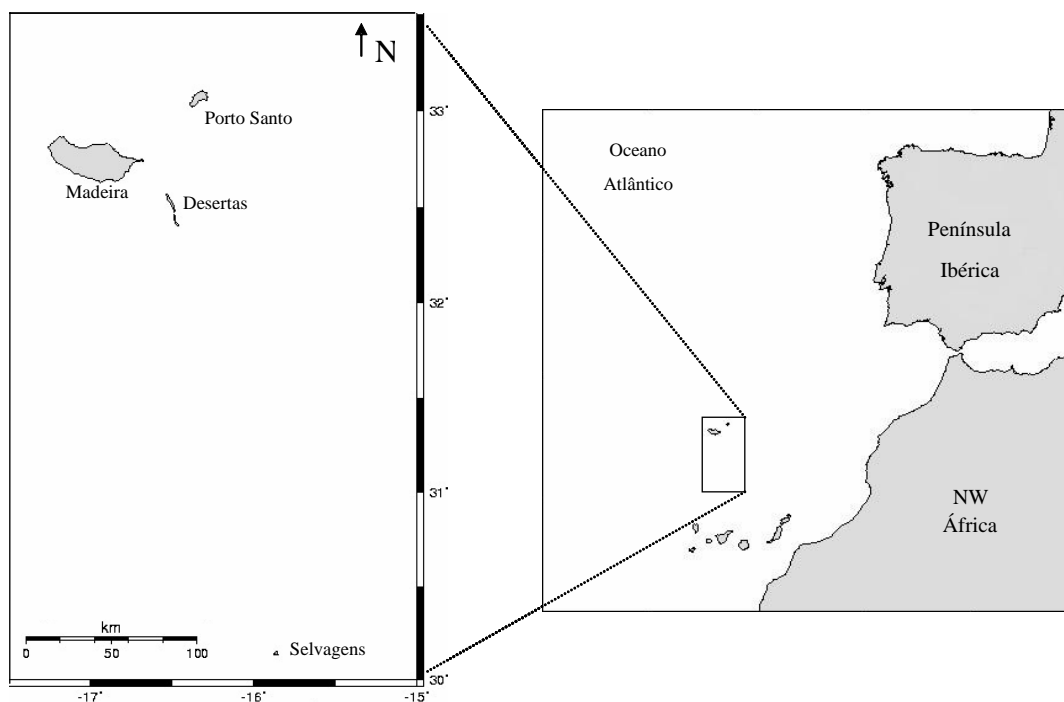 N
33°
Porto Santo
Madeira
Desertas
32°
31°
km
0 50 100
Selvagens
30°
-17° -16° -15°
Oceano
Atlântico
Península
Ibérica
NW
África